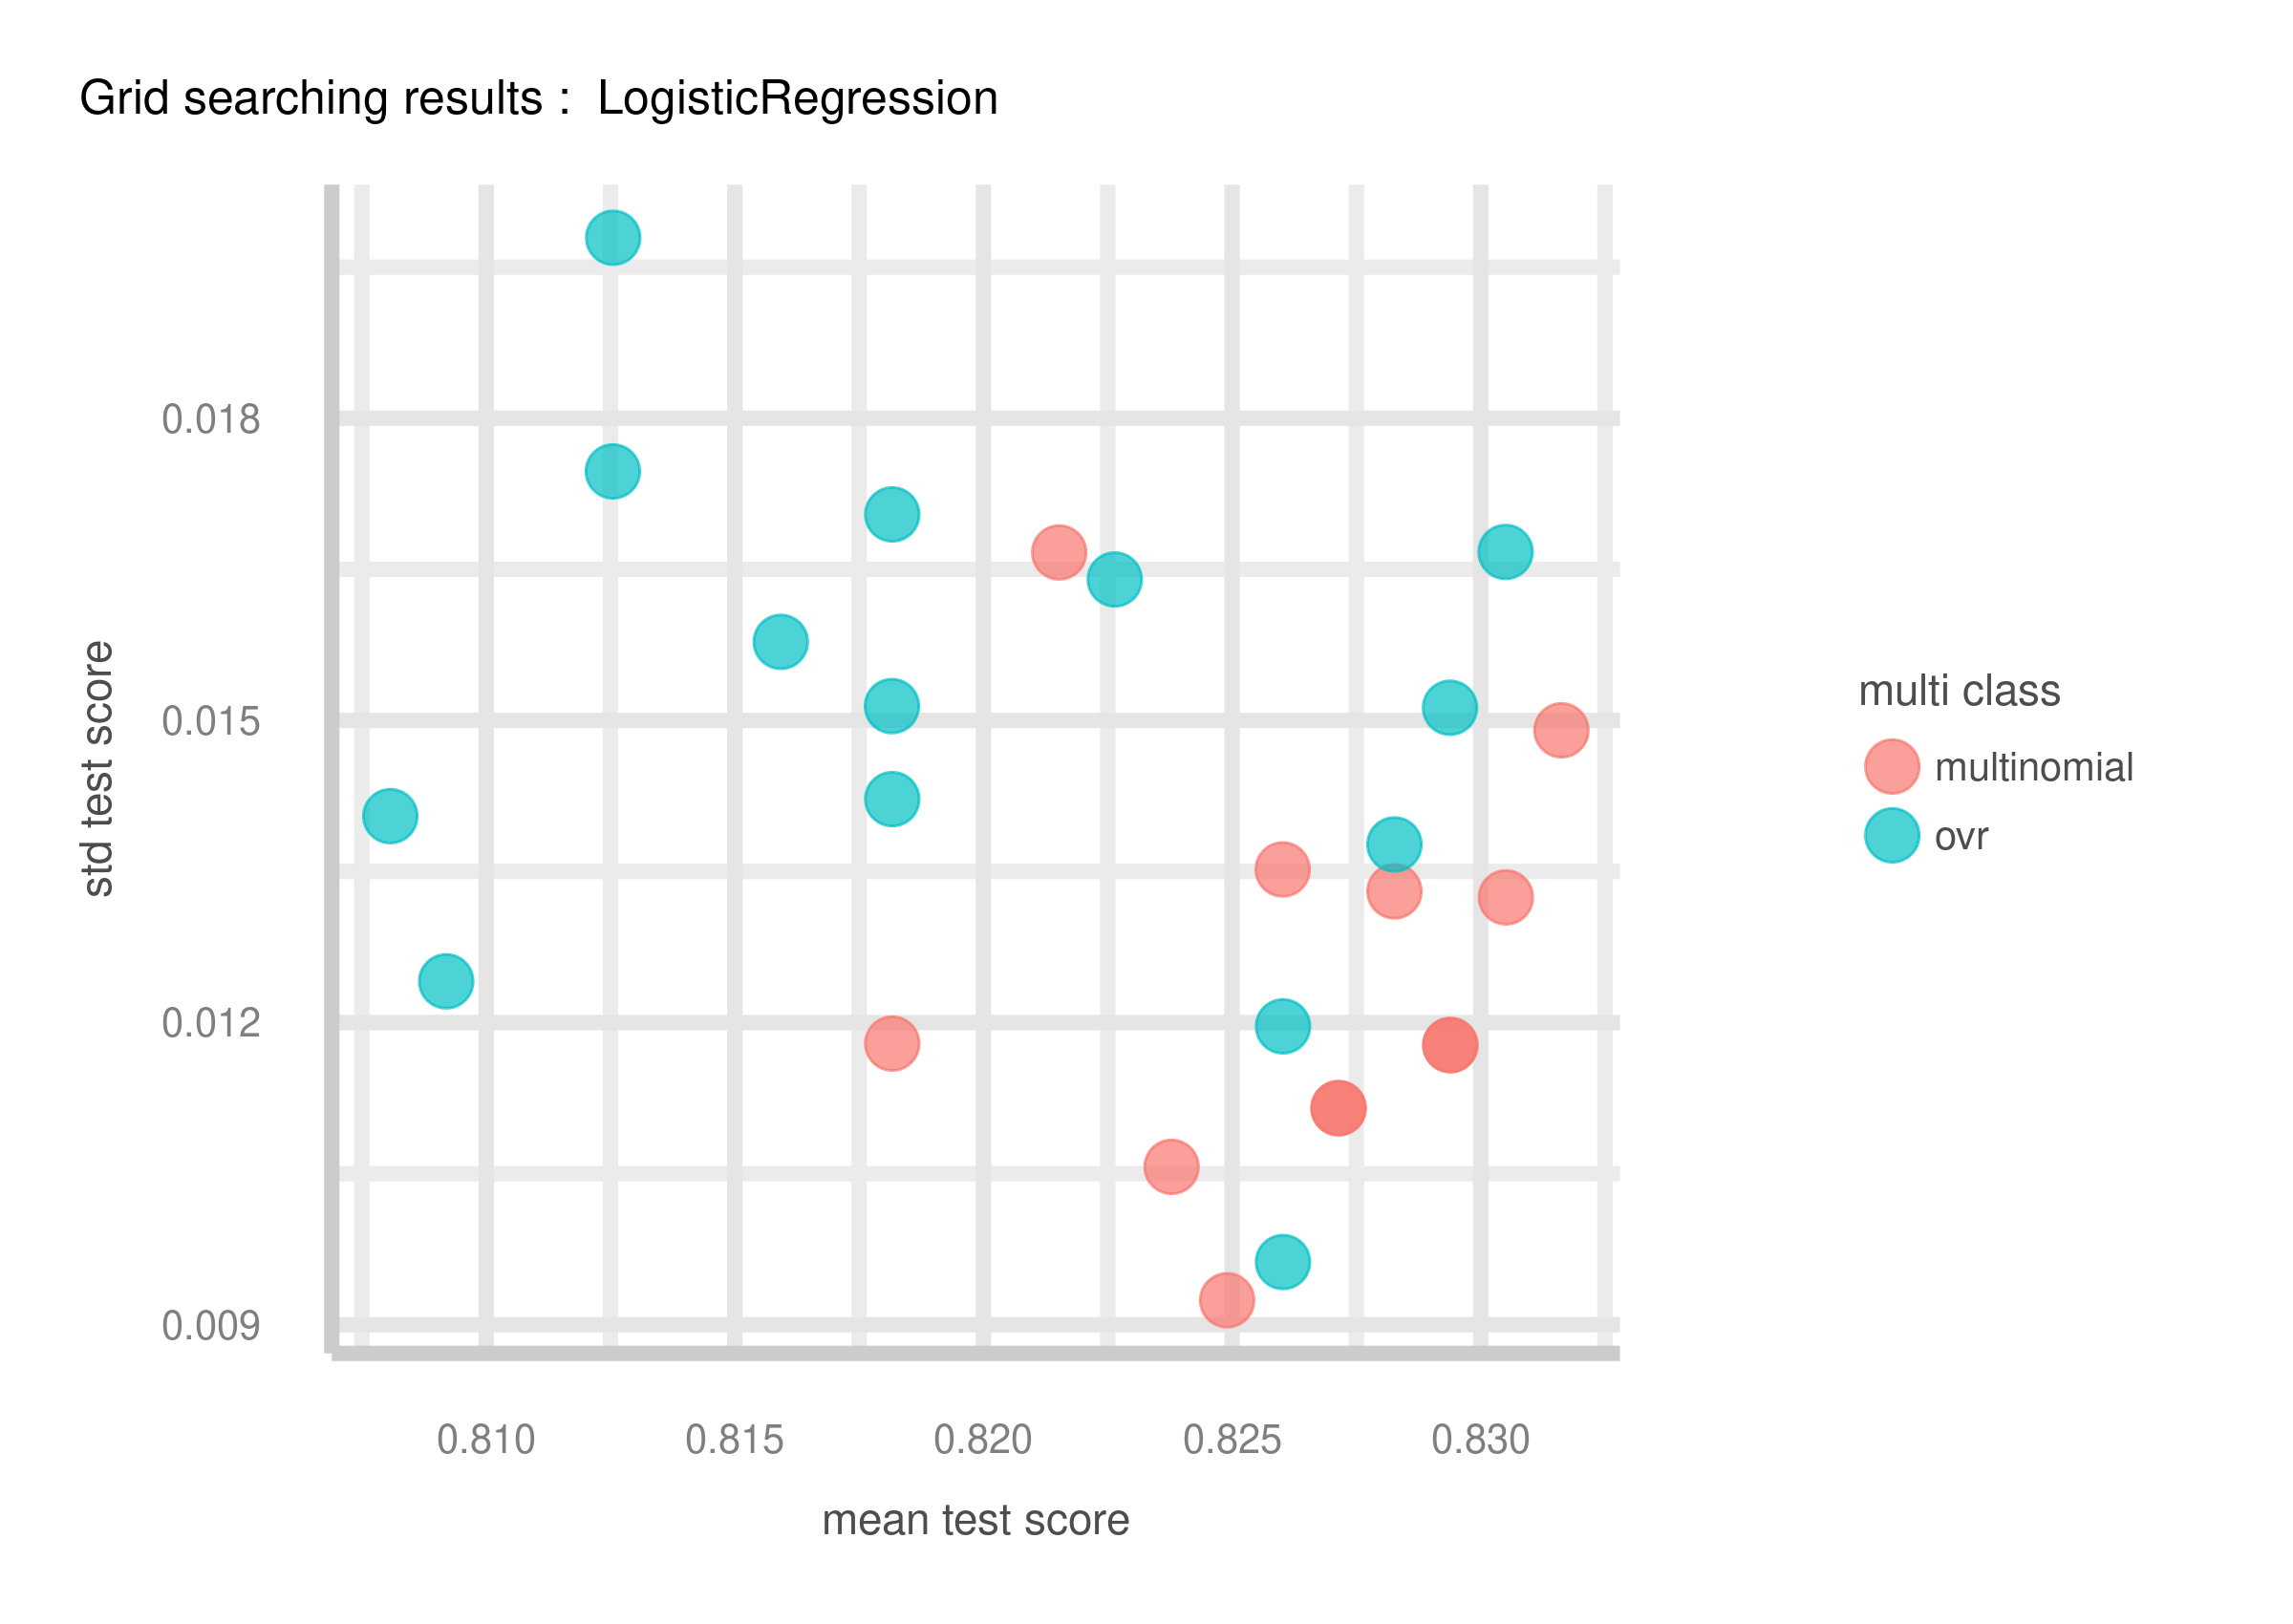 Grid searching results :  LogisticRegression
0.018
0.015
0.012
0.009
std test score
0.810
0.815
0.820
0.825
0.830
mean test score
multi class
multinomial
ovr